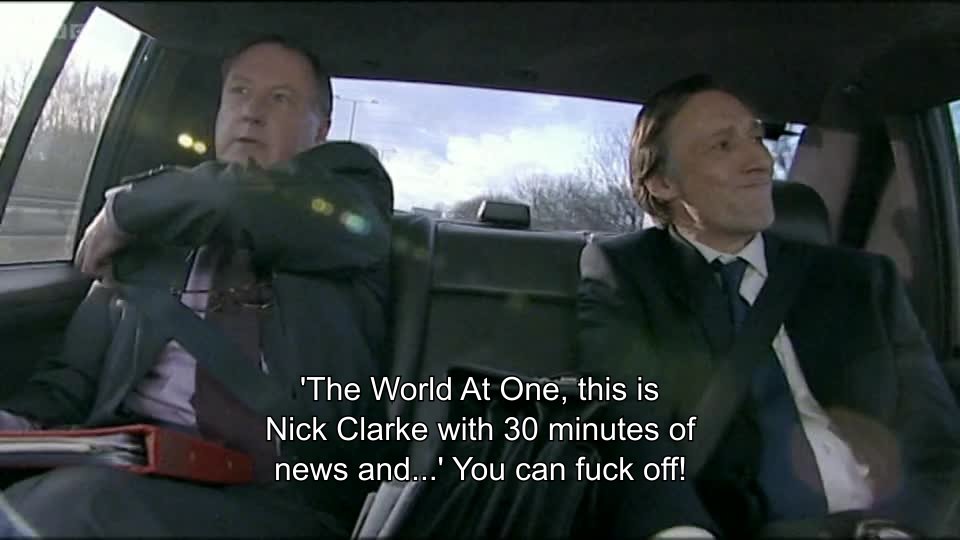 'The World At One, this is
Nick Clarke with 30 minutes of
news and...' You can fuck off!